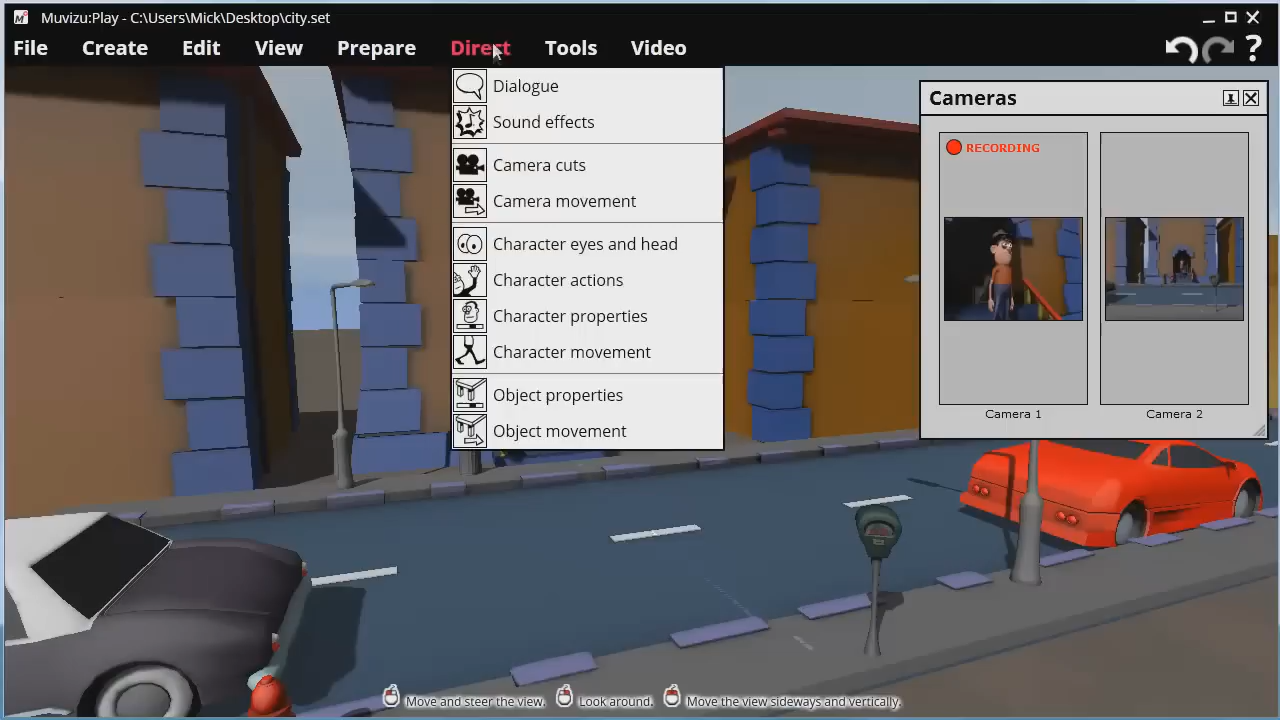 Muvizu:Play - C:\Users\Mick\Desktop\city.set
File Create Edit View Prepare Direct Tools Video ?
Dialogue
Sound effects
Camera cuts
Camera movement
Character eyes and head
Character actions
Character properties
Character movement
Object properties
Object movement
Cameras
RECORDING
Camera 1 Camera 2
Move and steer the view. Look around. Move the view sideways and vertically.